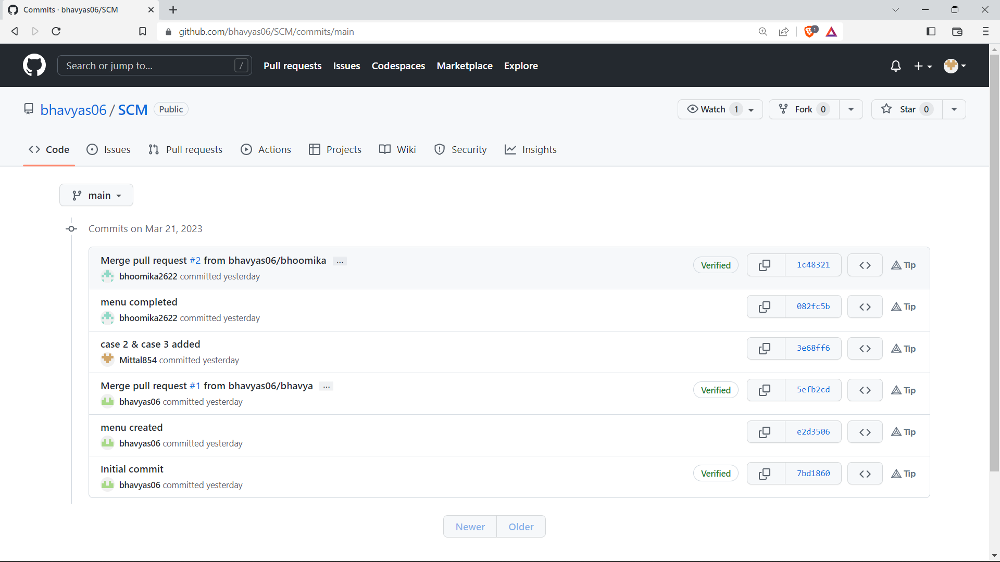 Commits · bhavyas06/SCM
github.com/bhavyas06/SCM/commits/main
1
Search or jump to...
/
Pull requests
Issues
Codespaces
Marketplace
Explore
bhavyas06 / SCM
Public
Watch 1
Fork 0
Star 0
Code
Issues
Pull requests
Actions
Projects
Wiki
Security
Insights
main
Commits on Mar 21, 2023
Merge pull request #2 from bhavyas06/bhoomika ...
Verified
1c48321
Tip
bhoomika2622 committed yesterday
menu completed
082fc5b
Tip
bhoomika2622 committed yesterday
case 2 & case 3 added
3e68ff6
Tip
Mittal854 committed yesterday
Merge pull request #1 from bhavyas06/bhavya ...
Verified
5efb2cd
Tip
bhavyas06 committed yesterday
menu created
e2d3506
Tip
bhavyas06 committed yesterday
Initial commit
Verified
7bd1860
Tip
bhavyas06 committed yesterday
Newer
Older